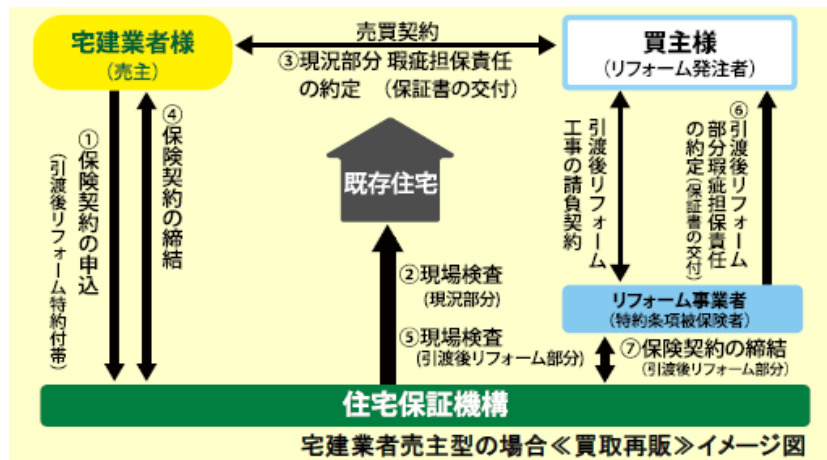 宅建業者様
（売主）
売買契約
③現況部分 瑕疵担保責任
の約定 （保証書の交付）
買主様
（リフォーム発注者）
①保険契約の申込
（引渡後リフォーム特約付帯）
④保険契約の締結
既存住宅
引渡後リフォーム
工事の請負契約
⑥引渡後リフォーム
部分瑕疵担保責任
の約定（保証書の交付）
②現場検査
（現況部分）
⑤現場検査
（引渡後リフォーム部分）
リフォーム事業者
（特約条項被保険者）
⑦保険契約の締結
（引渡後リフォーム部分）
住宅保証機構
宅建業者売主型の場合≪買取再販≫イメージ図